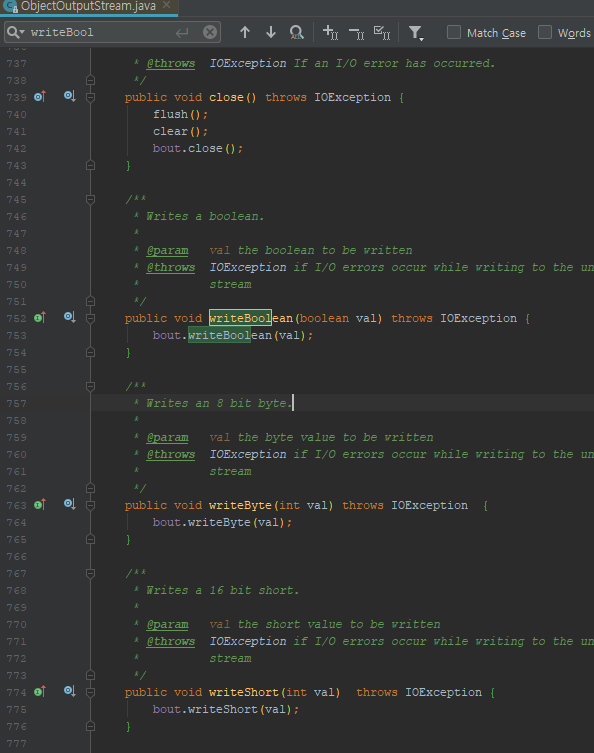 ObjectOutputStream.java
writeBool Match Case Words
737 * @throws IOException If an I/O error has occurred.
738 */
739 public void close() throws IOException {
740 flush();
741 clear();
742 bout.close();
743 }
744
745 /**
746 * Writes a boolean.
747 *
748 * @param val the boolean to be written
749 * @throws IOException if I/O errors occur while writing to the un
750 * stream
751 */
752 public void writeBoolean(boolean val) throws IOException {
753 bout.writeBoolean(val);
754 }
755
756 /**
757 * Writes an 8 bit byte.
758 *
759 * @param val the byte value to be written
760 * @throws IOException if I/O errors occur while writing to the un
761 * stream
762 */
763 public void writeByte(int val) throws IOException {
764 bout.writeByte(val);
765 }
766
767 /**
768 * Writes a 16 bit short.
769 *
770 * @param val the short value to be written
771 * @throws IOException if I/O errors occur while writing to the un
772 * stream
773 */
774 public void writeShort(int val) throws IOException {
775 bout.writeShort(val);
776 }
777